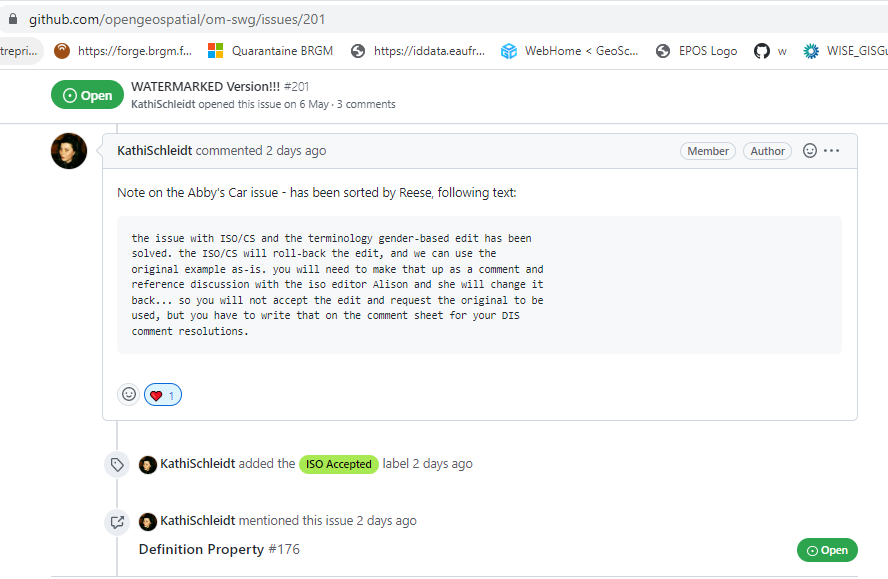 github.com/opengeospatial/om-swg/issues/201
trepri... https://forge.brgm.f... Quarantaine BRGM https://iddata.eaufr... WebHome < GeoSc... EPOS Logo w WISE_GISGu
Open WATERMARKED Version!!! #201
KathiSchleidt opened this issue on 6 May · 3 comments
KathiSchleidt commented 2 days ago Member Author
Note on the Abby's Car issue - has been sorted by Reese, following text:
the issue with ISO/CS and the terminology gender-based edit has been
solved. the ISO/CS will roll-back the edit, and we can use the
original example as-is. you will need to make that up as a comment and
reference discussion with the iso editor Alison and she will change it
back... so you will not accept the edit and request the original to be
used, but you have to write that on the comment sheet for your DIS
comment resolutions.
1
KathiSchleidt added the ISO Accepted label 2 days ago
KathiSchleidt mentioned this issue 2 days ago
Definition Property #176 Open